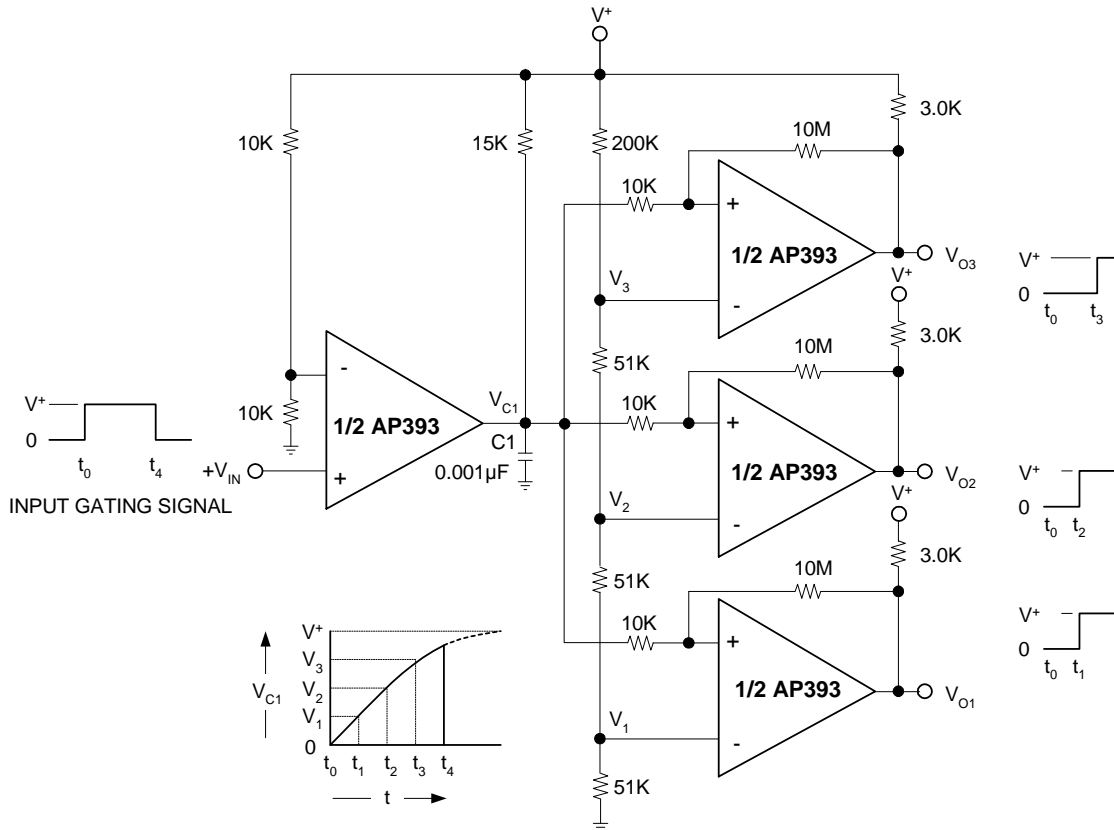 V+
10K
15K
200K
10M
3.0K
10K
+
1/2 AP393
-
V3
VO3
V+
0
t0 t3
V+
3.0K
51K
10M
10K
+
1/2 AP393
-
V2
VO2
V+
0
t0 t2
V+
3.0K
-
10K
1/2 AP393
+
VC1
C1
0.001µF
V+
0
t0 t4
+VIN
INPUT GATING SIGNAL
51K
10M
10K
+
1/2 AP393
-
V1
VO1
V+
0
t0 t1
51K
V+
V3
V2
V1
0
VC1
t0 t1 t2 t3 t4
t